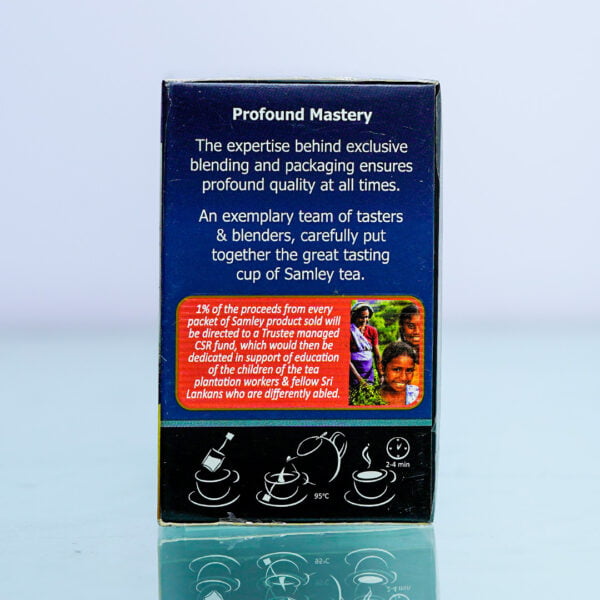 Profound Mastery
The expertise behind exclusive
blending and packaging ensures
profound quality at all times.
An exemplary team of tasters
& blenders, carefully put
together the great tasting
cup of Samley tea.
1% of the proceeds from every
packet of Samley product sold will
be directed to a Trustee managed
CSR fund, which would then be
dedicated in support of education
of the children of the tea
plantation workers & fellow Sri
Lankans who are differently abled.
2-4 min
95°C